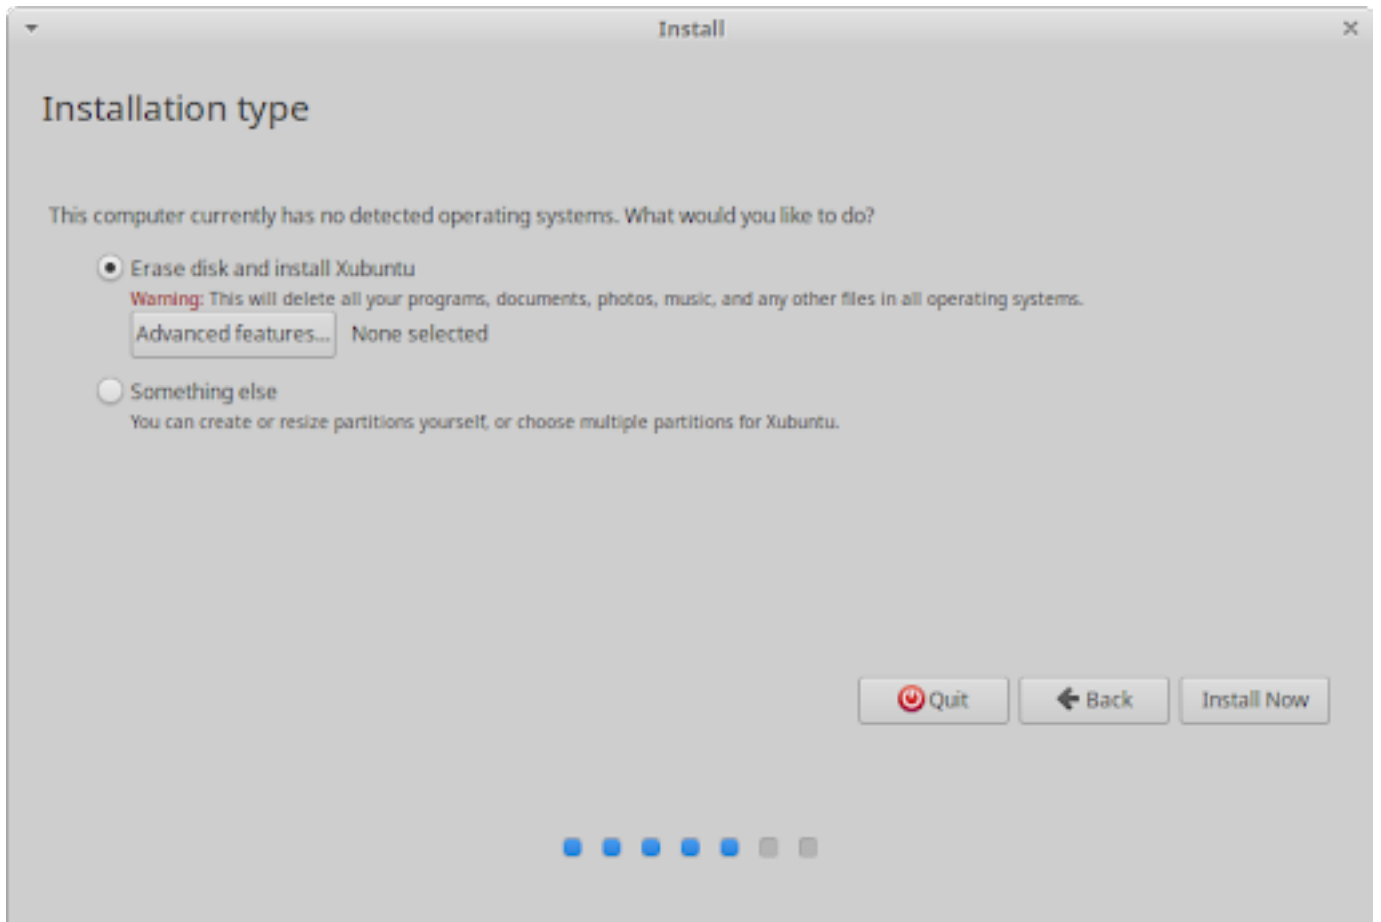 Install
Installation type
This computer currently has no detected operating systems. What would you like to do?
Erase disk and install Xubuntu
Warning: This will delete all your programs, documents, photos, music, and any other files in all operating systems.
Advanced features... None selected
Something else
You can create or resize partitions yourself, or choose multiple partitions for Xubuntu.
Quit Back Install Now